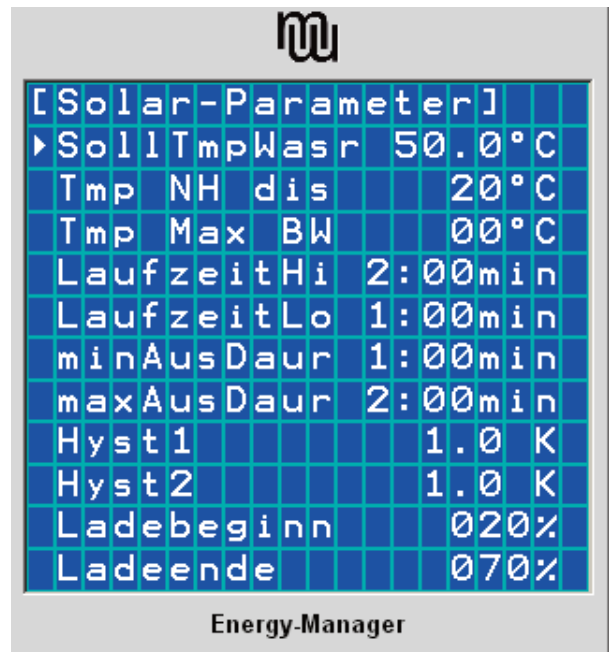 [Solar-Parameter]
▸SollTmpWasr 50.0°C
Tmp NH dis 20°C
Tmp Max BW 00°C
LaufzeitHi 2:00min
LaufzeitLo 1:00min
minAusDaur 1:00min
maxAusDaur 2:00min
Hyst1 1.0 K
Hyst2 1.0 K
Ladebeginn 020%
Ladeende 070%
Energy-Manager